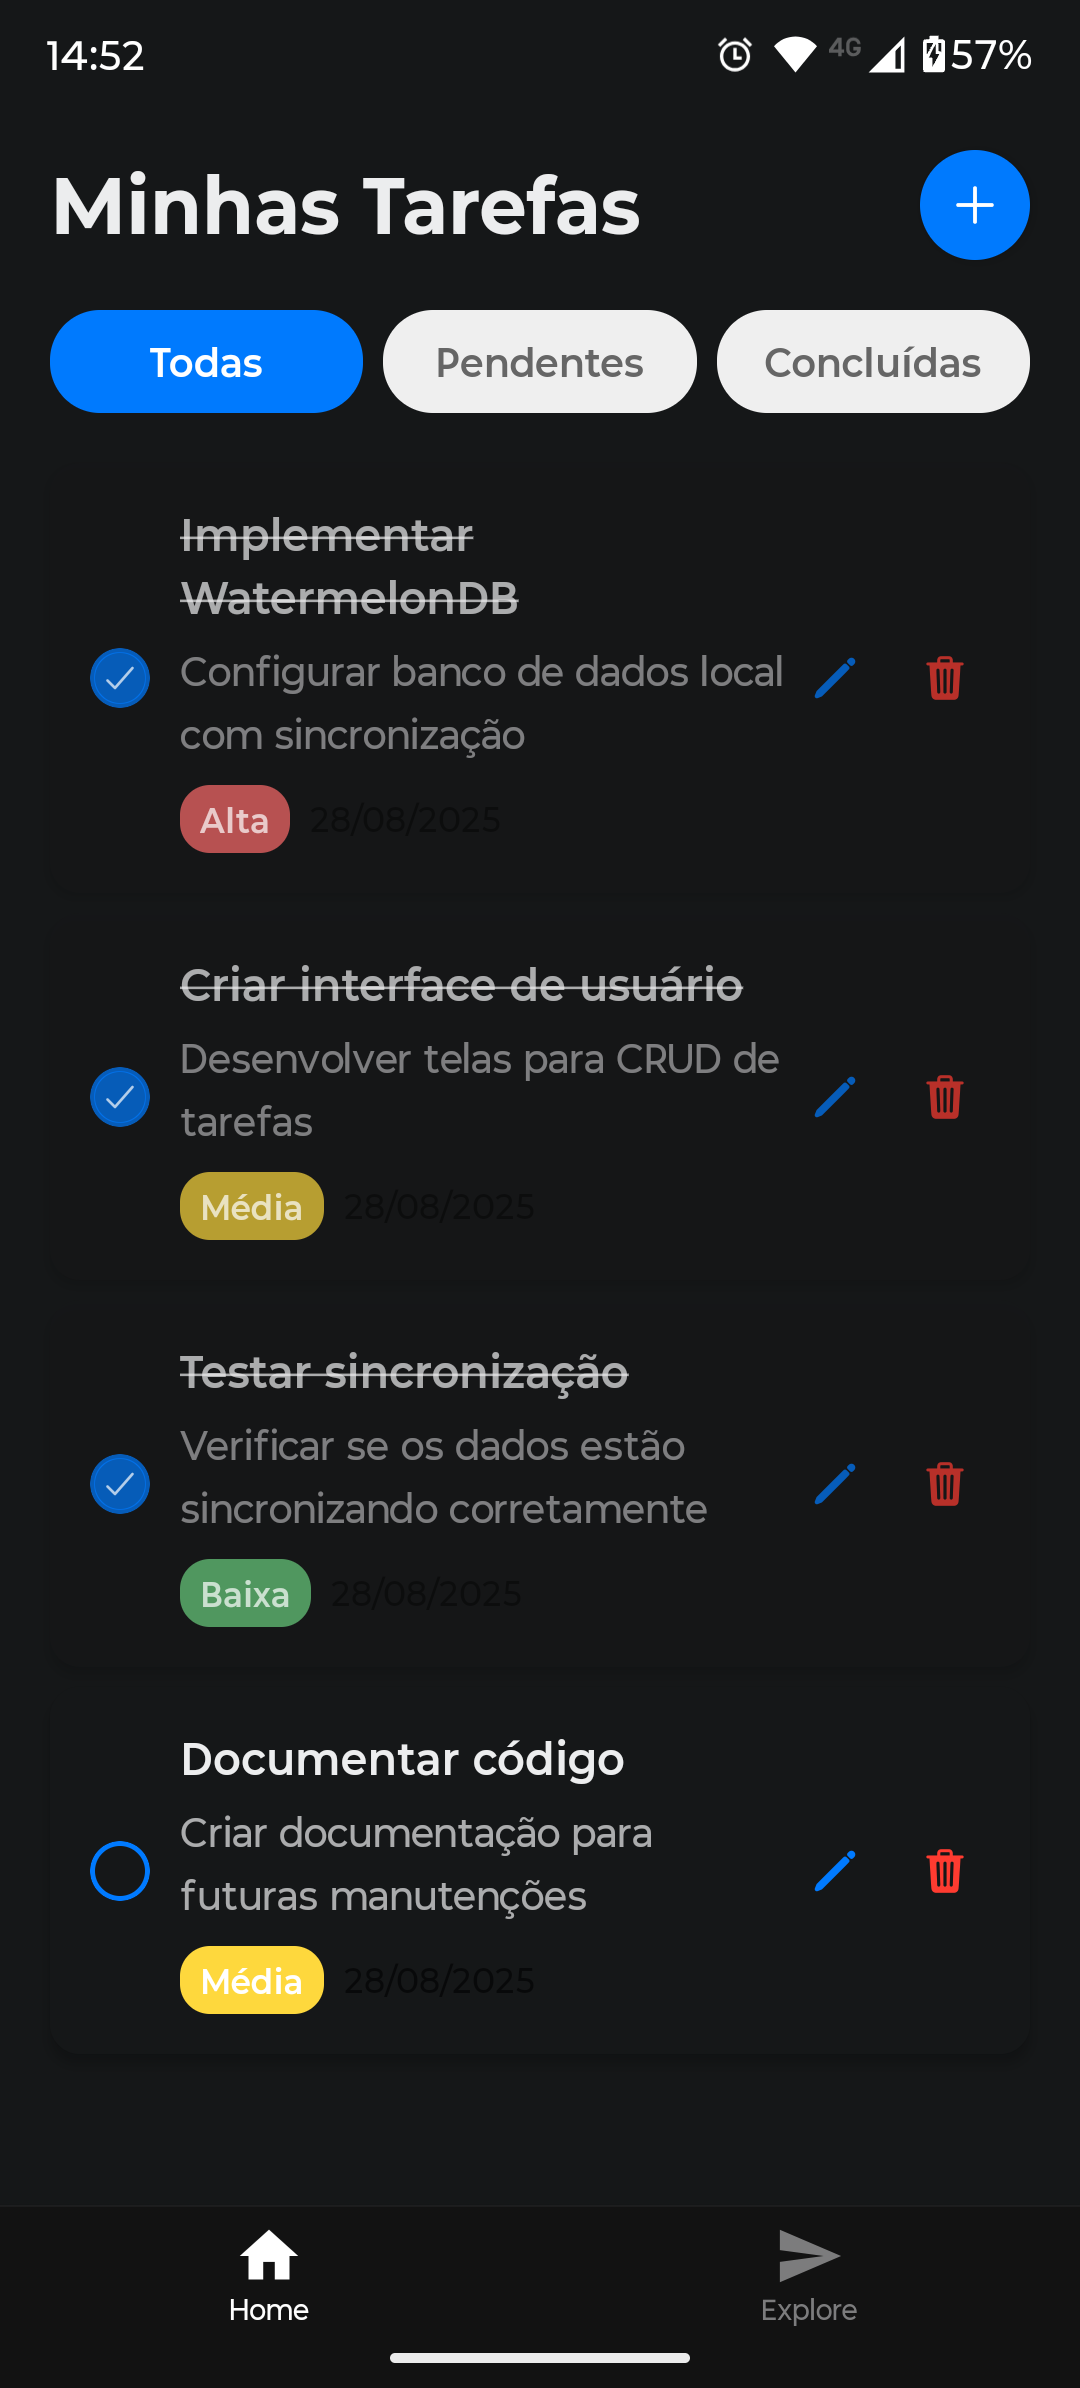 14:52
4G
57%
Minhas Tarefas
Todas
Pendentes
Concluídas
Implementar
WatermelonDB
Configurar banco de dados local
com sincronização
Alta 28/08/2025
Criar interface de usuário
Desenvolver telas para CRUD de
tarefas
Média 28/08/2025
Testar sincronização
Verificar se os dados estão
sincronizando corretamente
Baixa 28/08/2025
Documentar código
Criar documentação para
futuras manutenções
Média 28/08/2025
Home
Explore